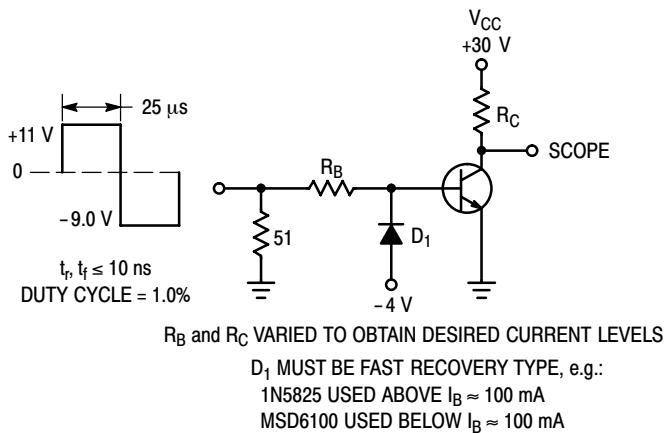 V_CC
+30 V
25 μs
R_C
+11 V
SCOPE
R_B
0
−9.0 V
51
D_1
t_r, t_f ≤ 10 ns
−4 V
DUTY CYCLE = 1.0%
R_B and R_C VARIED TO OBTAIN DESIRED CURRENT LEVELS
D_1 MUST BE FAST RECOVERY TYPE, e.g.:
1N5825 USED ABOVE I_B ≈ 100 mA
MSD6100 USED BELOW I_B ≈ 100 mA